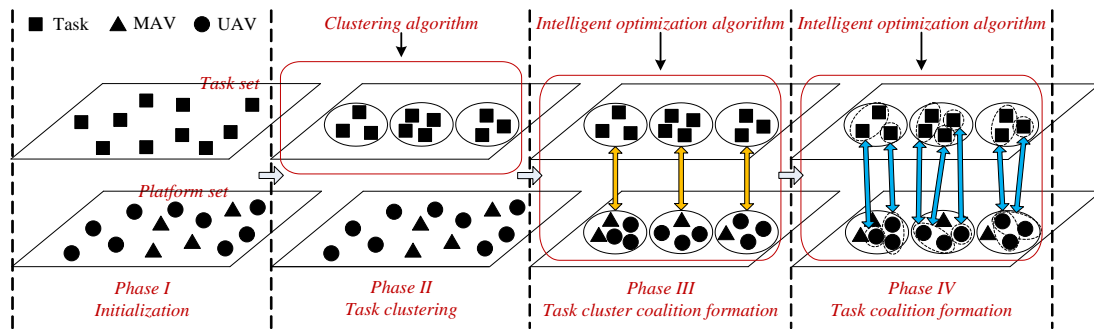 Task MAV UAV
Clustering algorithm
Intelligent optimization algorithm
Intelligent optimization algorithm
Task set
Platform set
Phase I
Initialization
Phase II
Task clustering
Phase III
Task cluster coalition formation
Phase IV
Task coalition formation